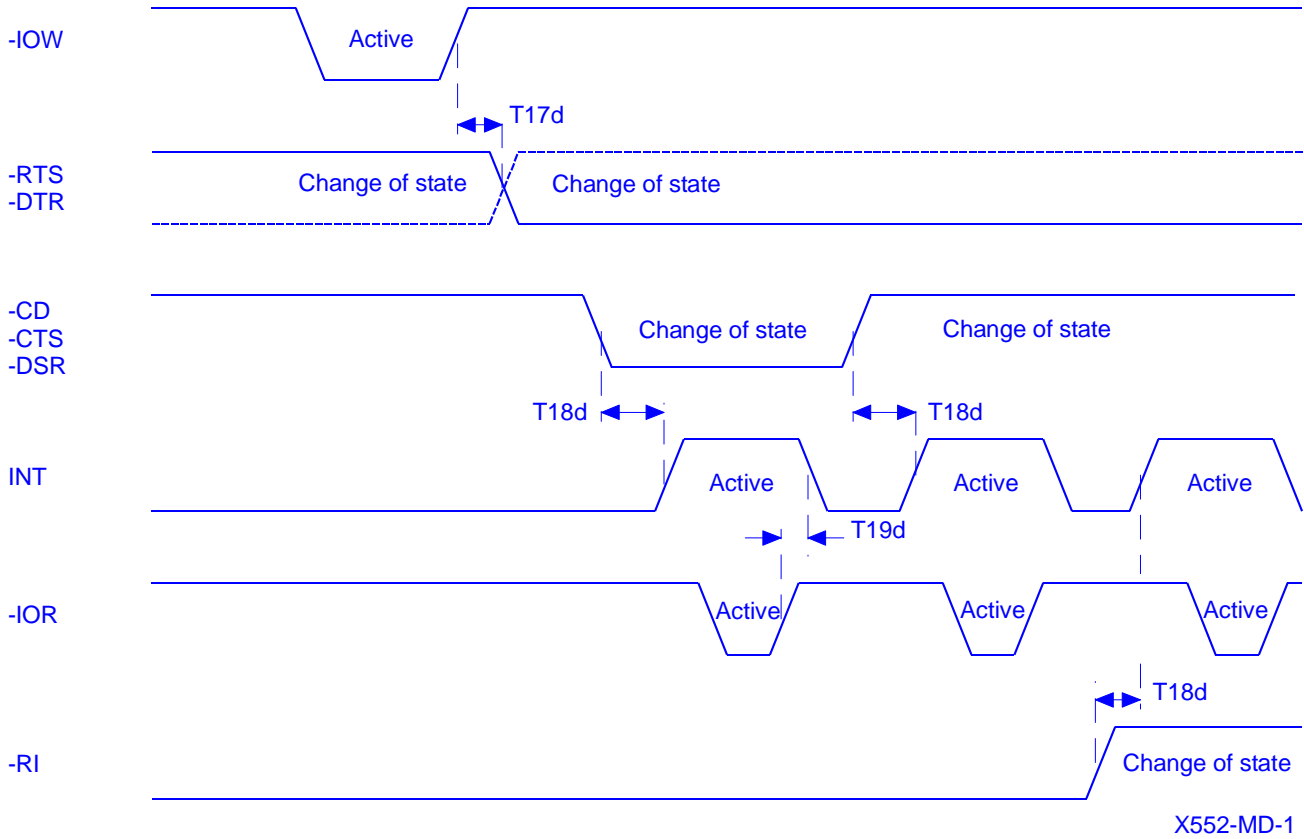 -IOW
Active
T17d
-RTS
-DTR
Change of state
Change of state
-CD
-CTS
-DSR
Change of state
Change of state
T18d
T18d
INT
Active
Active
Active
T19d
-IOR
Active
Active
Active
T18d
-RI
Change of state
X552-MD-1